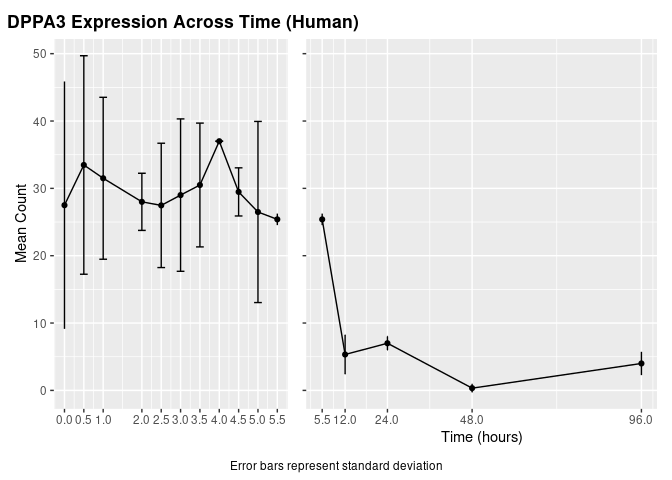 DPPA3 Expression Across Time (Human)
Mean Count
50
40
30
20
10
0
0.0 0.5 1.0 2.0 2.5 3.0 3.5 4.0 4.5 5.0 5.5
5.5 12.0 24.0 48.0 96.0
Time (hours)
Error bars represent standard deviation